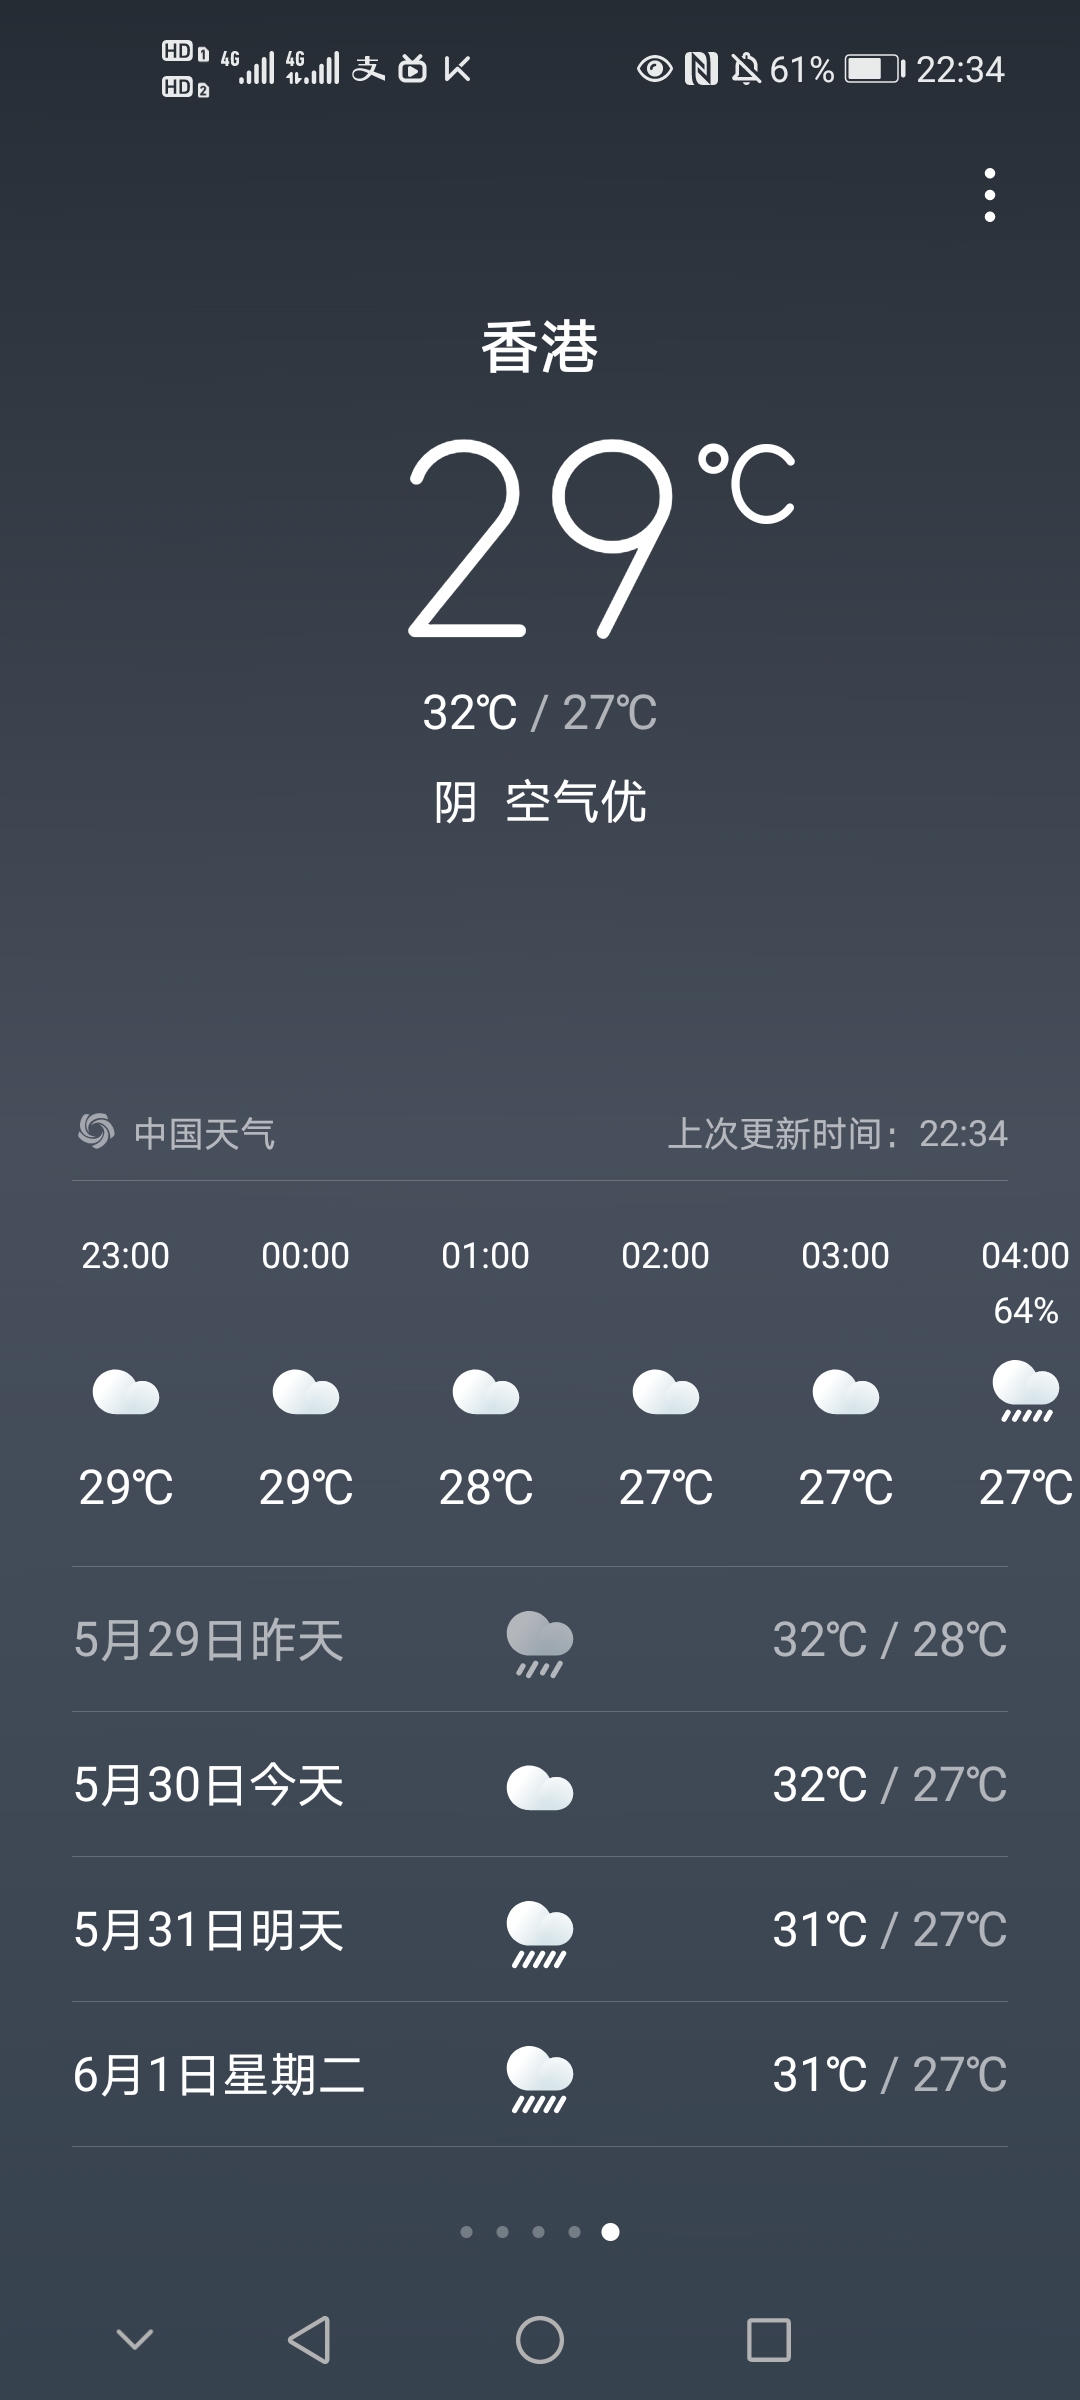 HD 1 4G 4G 支 61% 22:34
HD 2
香港
29℃
32℃ / 27℃
阴 空气优
中国天气 上次更新时间：22:34
23:00 00:00 01:00 02:00 03:00 04:00
64%
29℃ 29℃ 28℃ 27℃ 27℃ 27℃
5月29日昨天 32℃ / 28℃
5月30日今天 32℃ / 27℃
5月31日明天 31℃ / 27℃
6月1日星期二 31℃ / 27℃